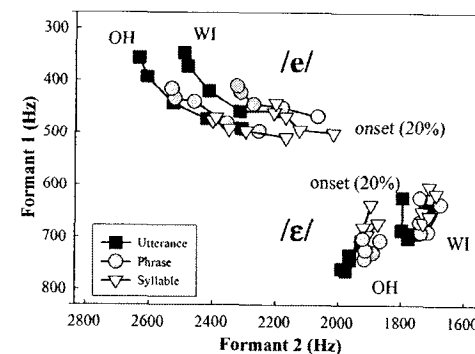 OH
WI
/e/
onset (20%)
onset (20%)
/ɛ/
WI
OH
Utterance
Phrase
Syllable
Formant 1 (Hz)
300
400
500
600
700
800
2600
2400
2200
2000
1800
1600
Formant 2 (Hz)